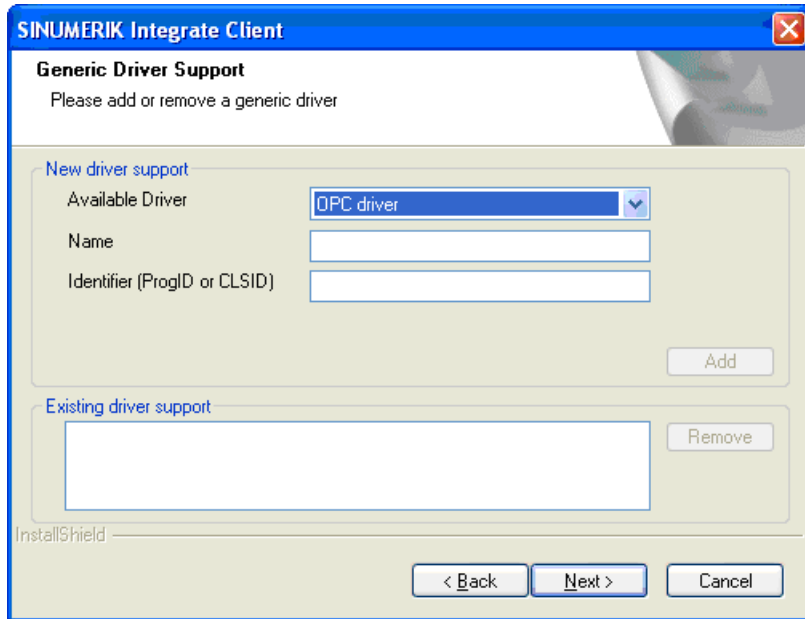 SINUMERIK Integrate Client
Generic Driver Support
Please add or remove a generic driver
New driver support
Available Driver
OPC driver
Name
Identifier (ProgID or CLSID)
Add
Existing driver support
Remove
InstallShield
< Back
Next >
Cancel